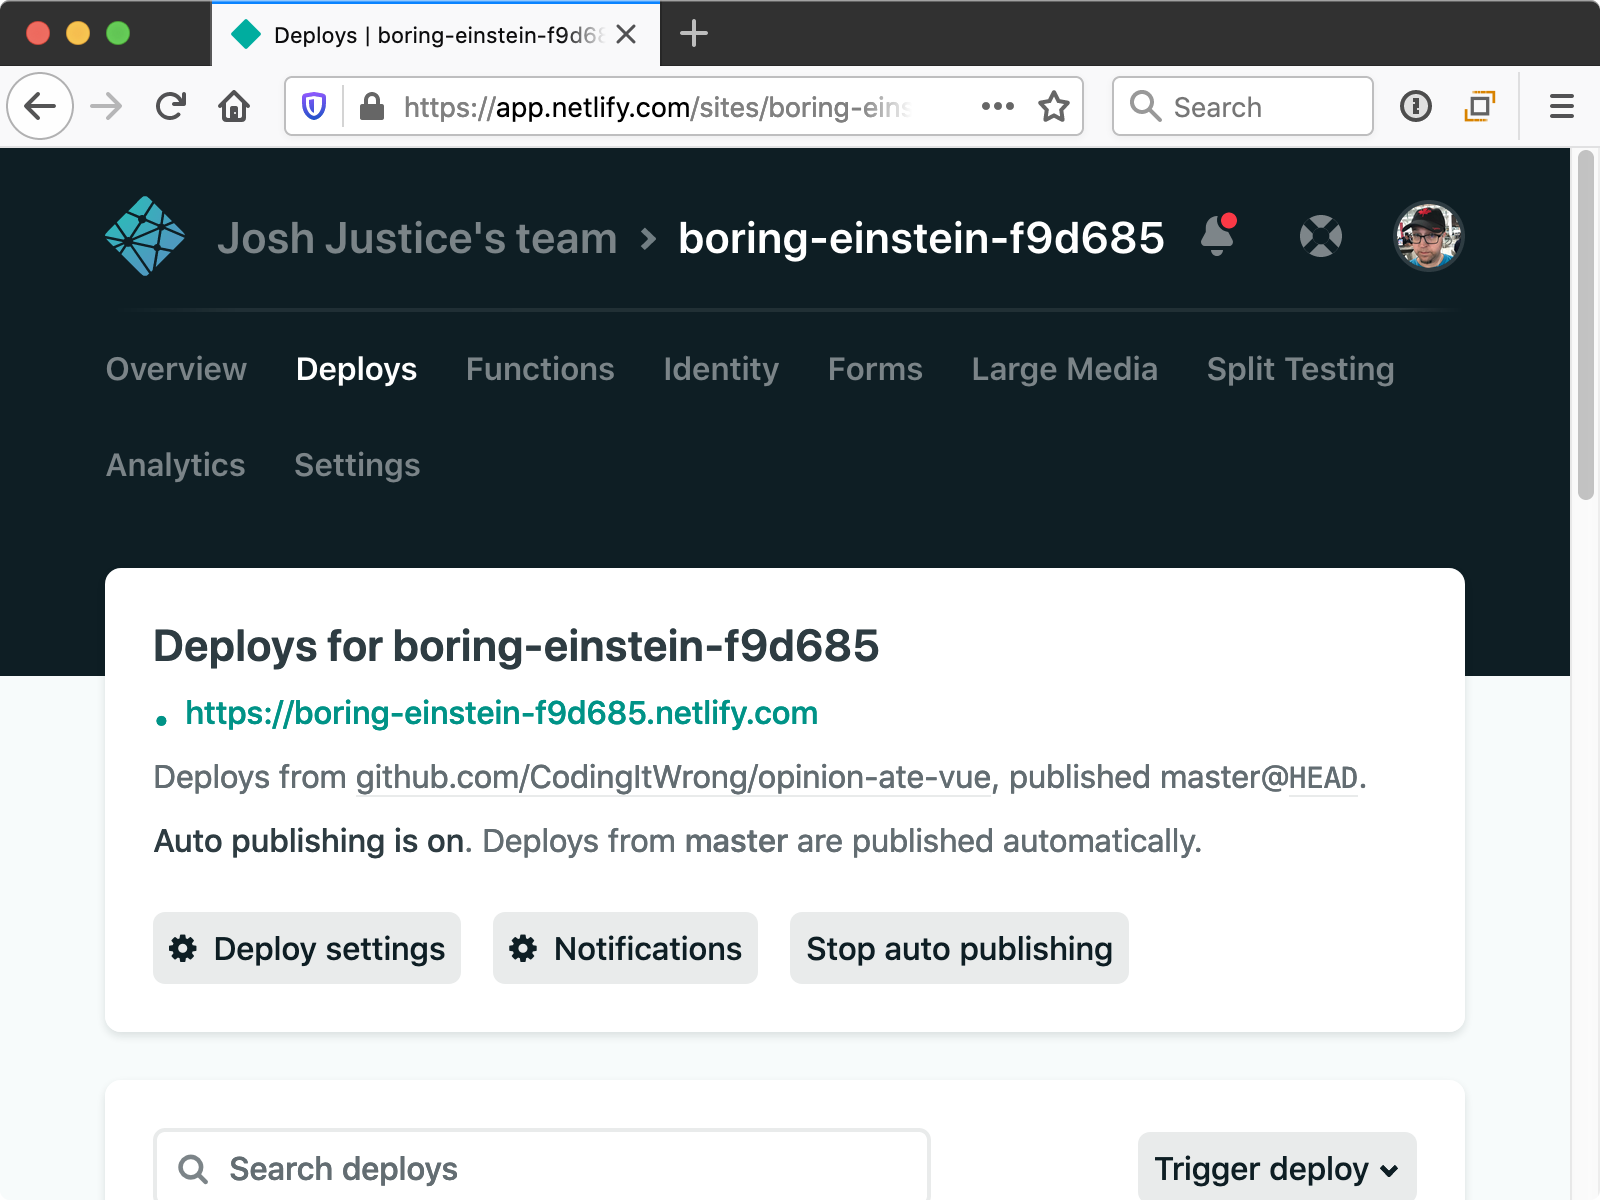 Deploys | boring-einstein-f9d68
https://app.netlify.com/sites/boring-eins
Search
Josh Justice's team > boring-einstein-f9d685
Overview Deploys Functions Identity Forms Large Media Split Testing
Analytics Settings
Deploys for boring-einstein-f9d685
• https://boring-einstein-f9d685.netlify.com
Deploys from github.com/CodingItWrong/opinion-ate-vue, published master@HEAD.
Auto publishing is on. Deploys from master are published automatically.
Deploy settings Notifications Stop auto publishing
Search deploys Trigger deploy